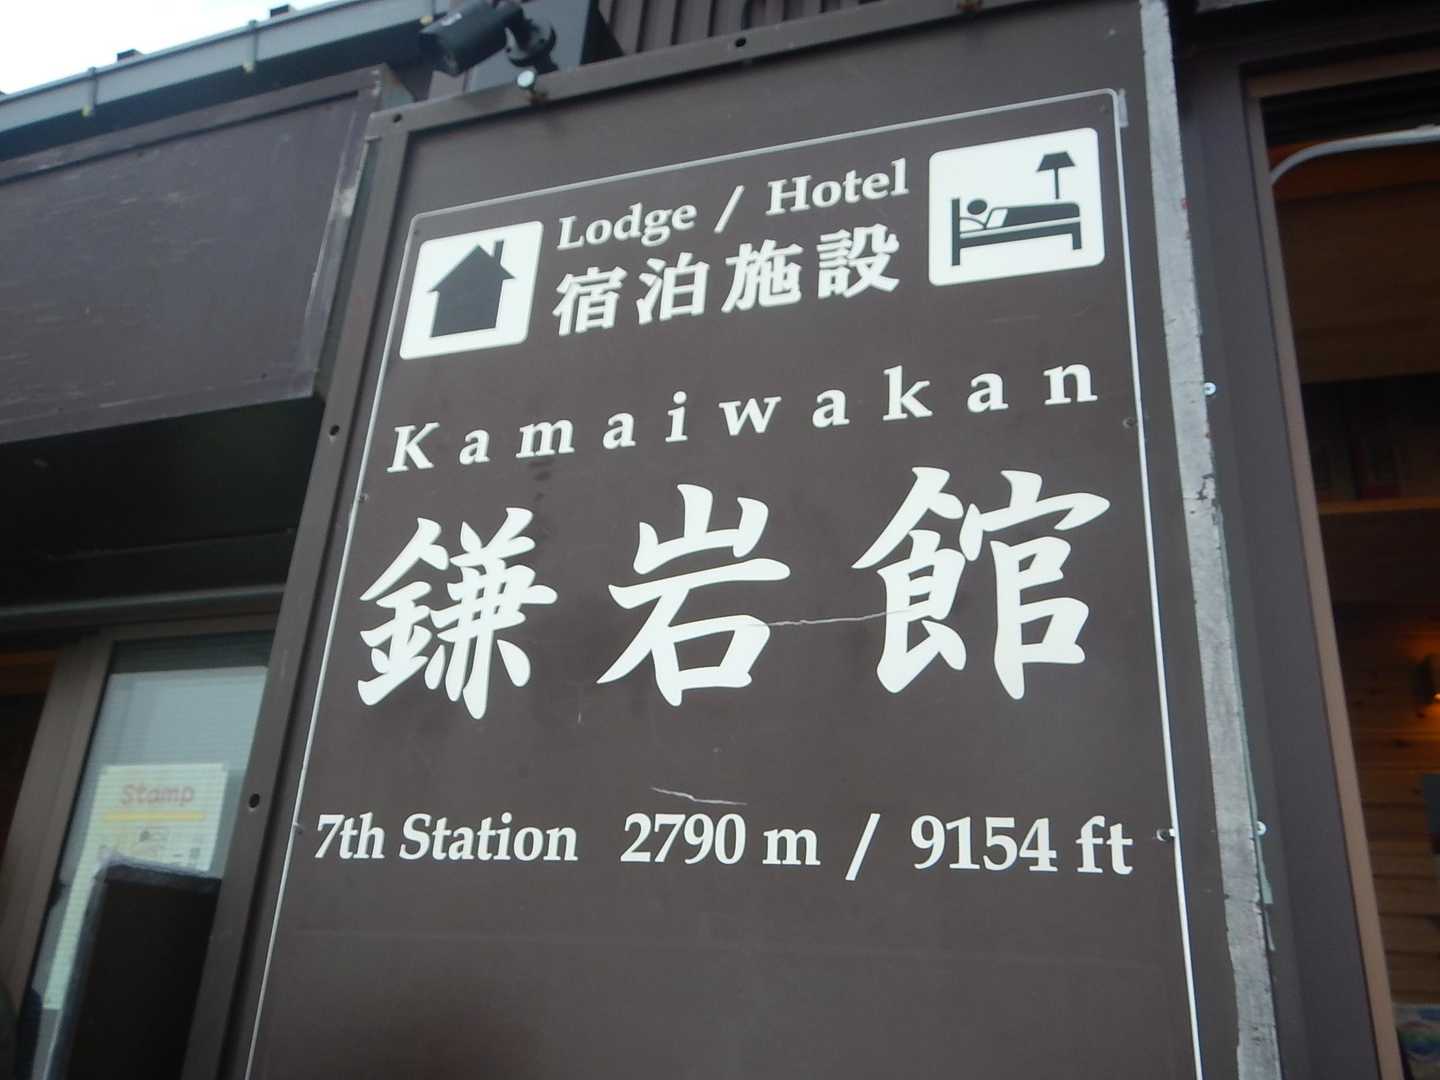 Lodge / Hotel
宿泊施設
Kamaiwakan
鎌岩館
7th Station 2790 m / 9154 ft
Stamp